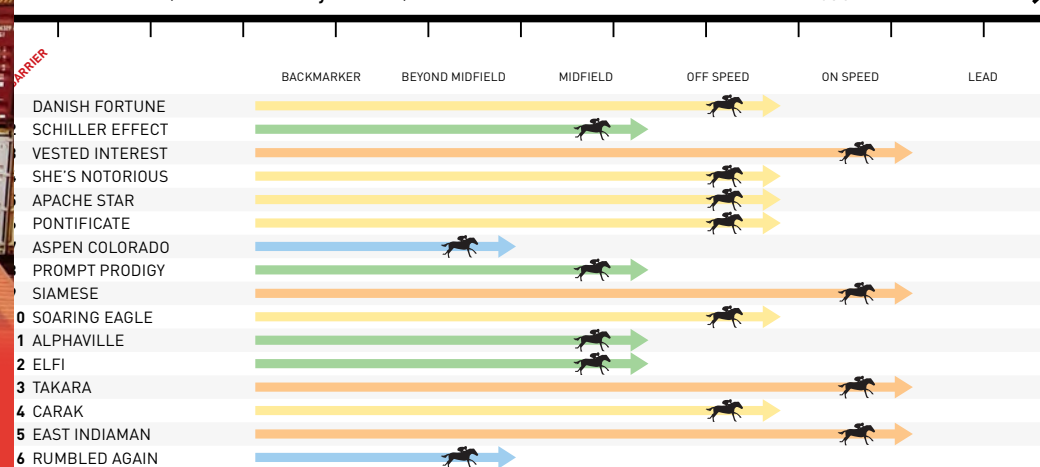 BACKMARKER BEYOND MIDFIELD MIDFIELD OFF SPEED ON SPEED LEAD
DANISH FORTUNE
SCHILLER EFFECT
VESTED INTEREST
SHE'S NOTORIOUS
APACHE STAR
PONTIFICATE
ASPEN COLORADO
PROMPT PRODIGY
SIAMESE
0 SOARING EAGLE
1 ALPHAVILLE
2 ELFI
3 TAKARA
4 CARAK
5 EAST INDIAMAN
6 RUMBLED AGAIN